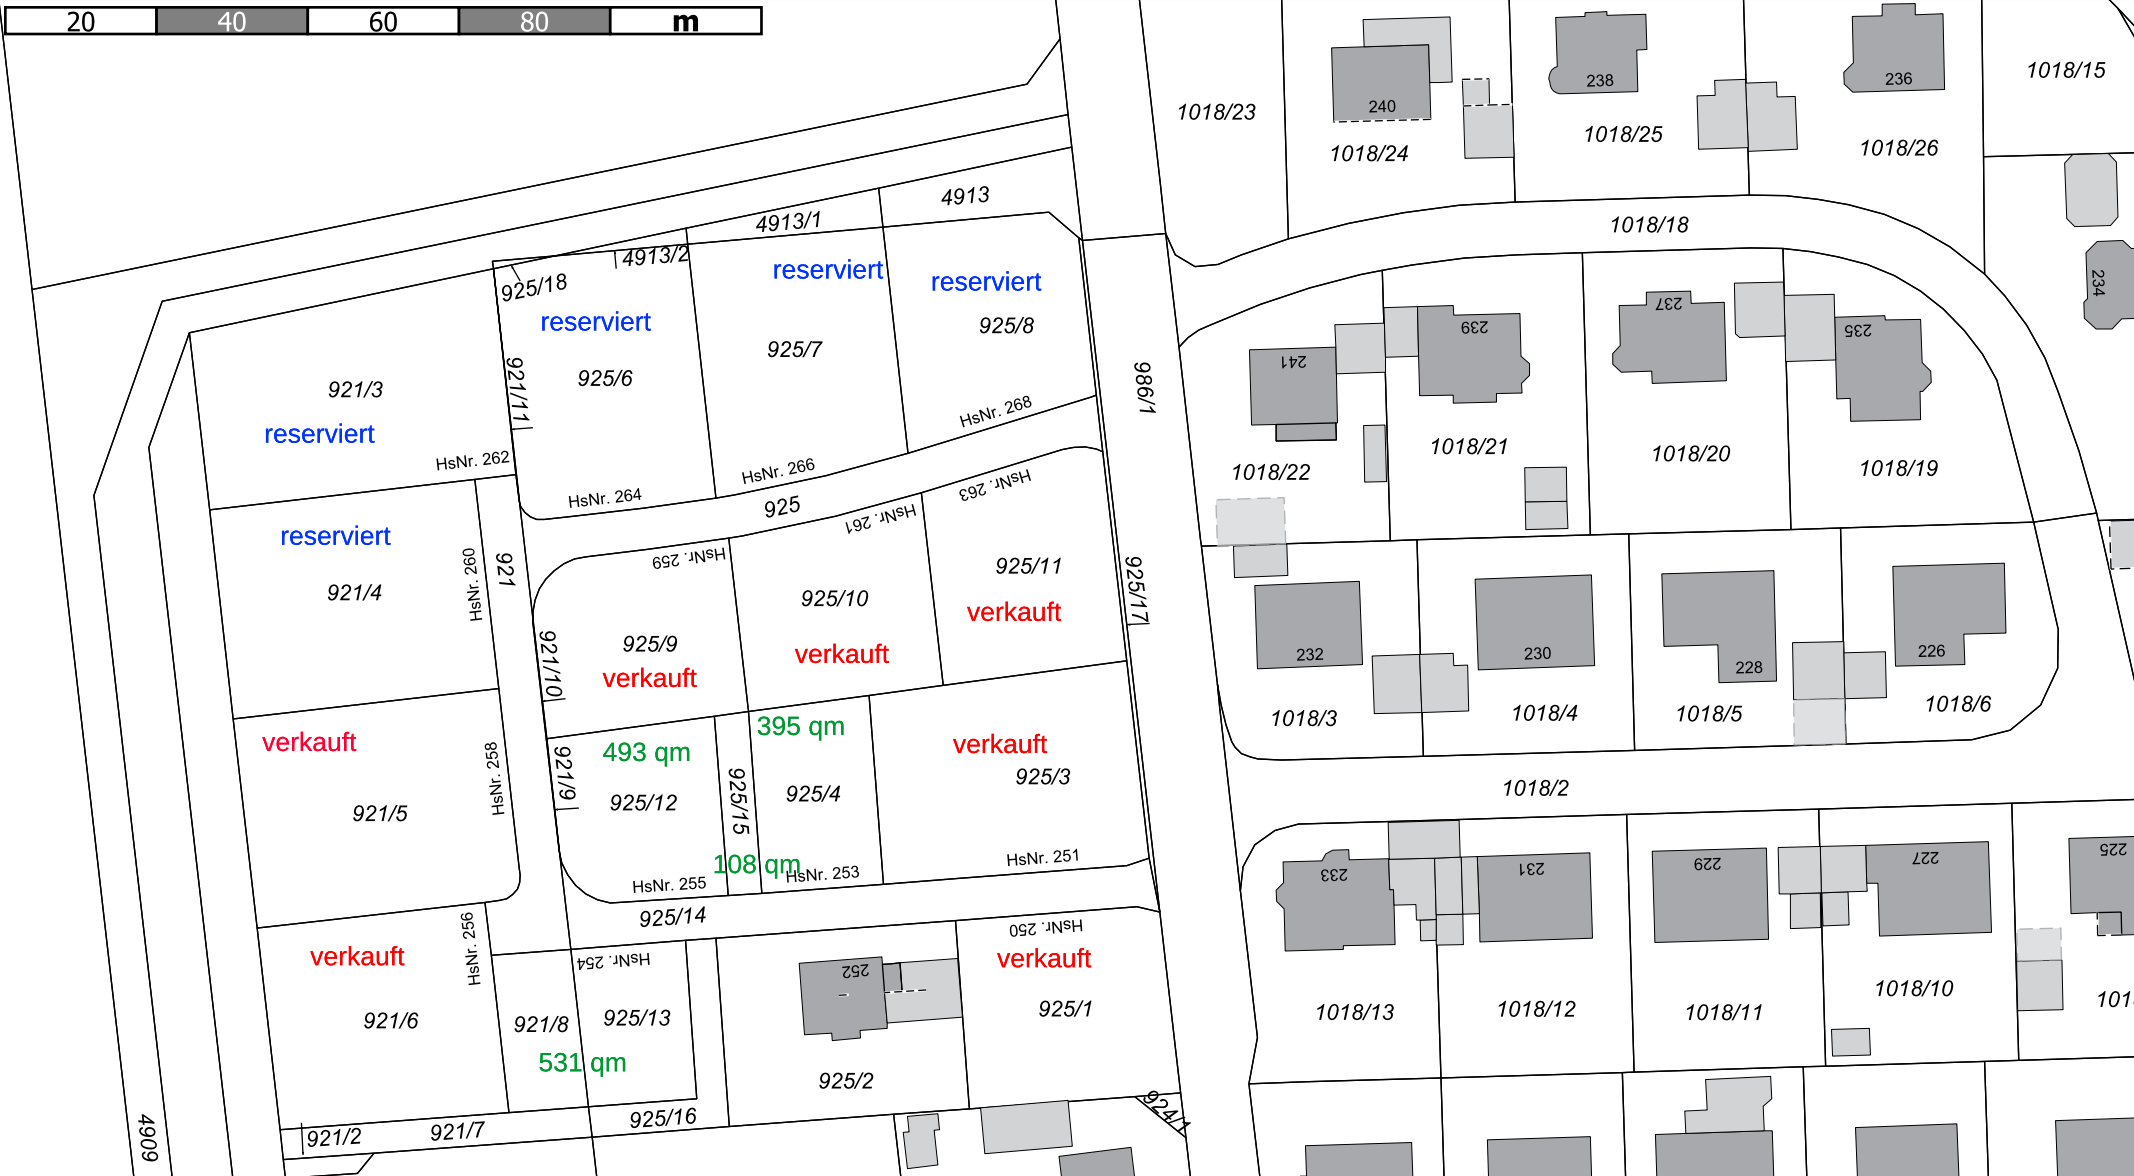 20 40 60 80 m
1018/23
240
1018/24
238
1018/25
236
1018/26
1018/15
1018/18
234
4913
4913/1
4913/2
925/18
reserviert
925/6
921/11
reserviert
925/7
reserviert
925/8
921/3
reserviert
HsNr. 262
HsNr. 264
HsNr. 266
HsNr. 268
925
986/1
241
1018/22
239
1018/21
237
1018/20
235
1018/19
reserviert
921/4
HsNr. 260
921
HsNr. 259
HsNr. 261
HsNr. 263
921/10
925/9
verkauft
925/10
verkauft
925/11
verkauft
925/17
232
1018/3
230
1018/4
228
1018/5
226
1018/6
verkauft
921/5
HsNr. 258
921/9
493 qm
925/12
HsNr. 255
925/15
108 qm
395 qm
925/4
HsNr. 253
verkauft
925/3
HsNr. 251
1018/2
925/14
verkauft
921/6
HsNr. 256
HsNr. 254
921/8
925/13
531 qm
252
925/2
HsNr. 250
verkauft
925/1
233
1018/13
231
1018/12
229
1018/11
227
1018/10
225
101
4909
921/2
921/7
925/16
924/1